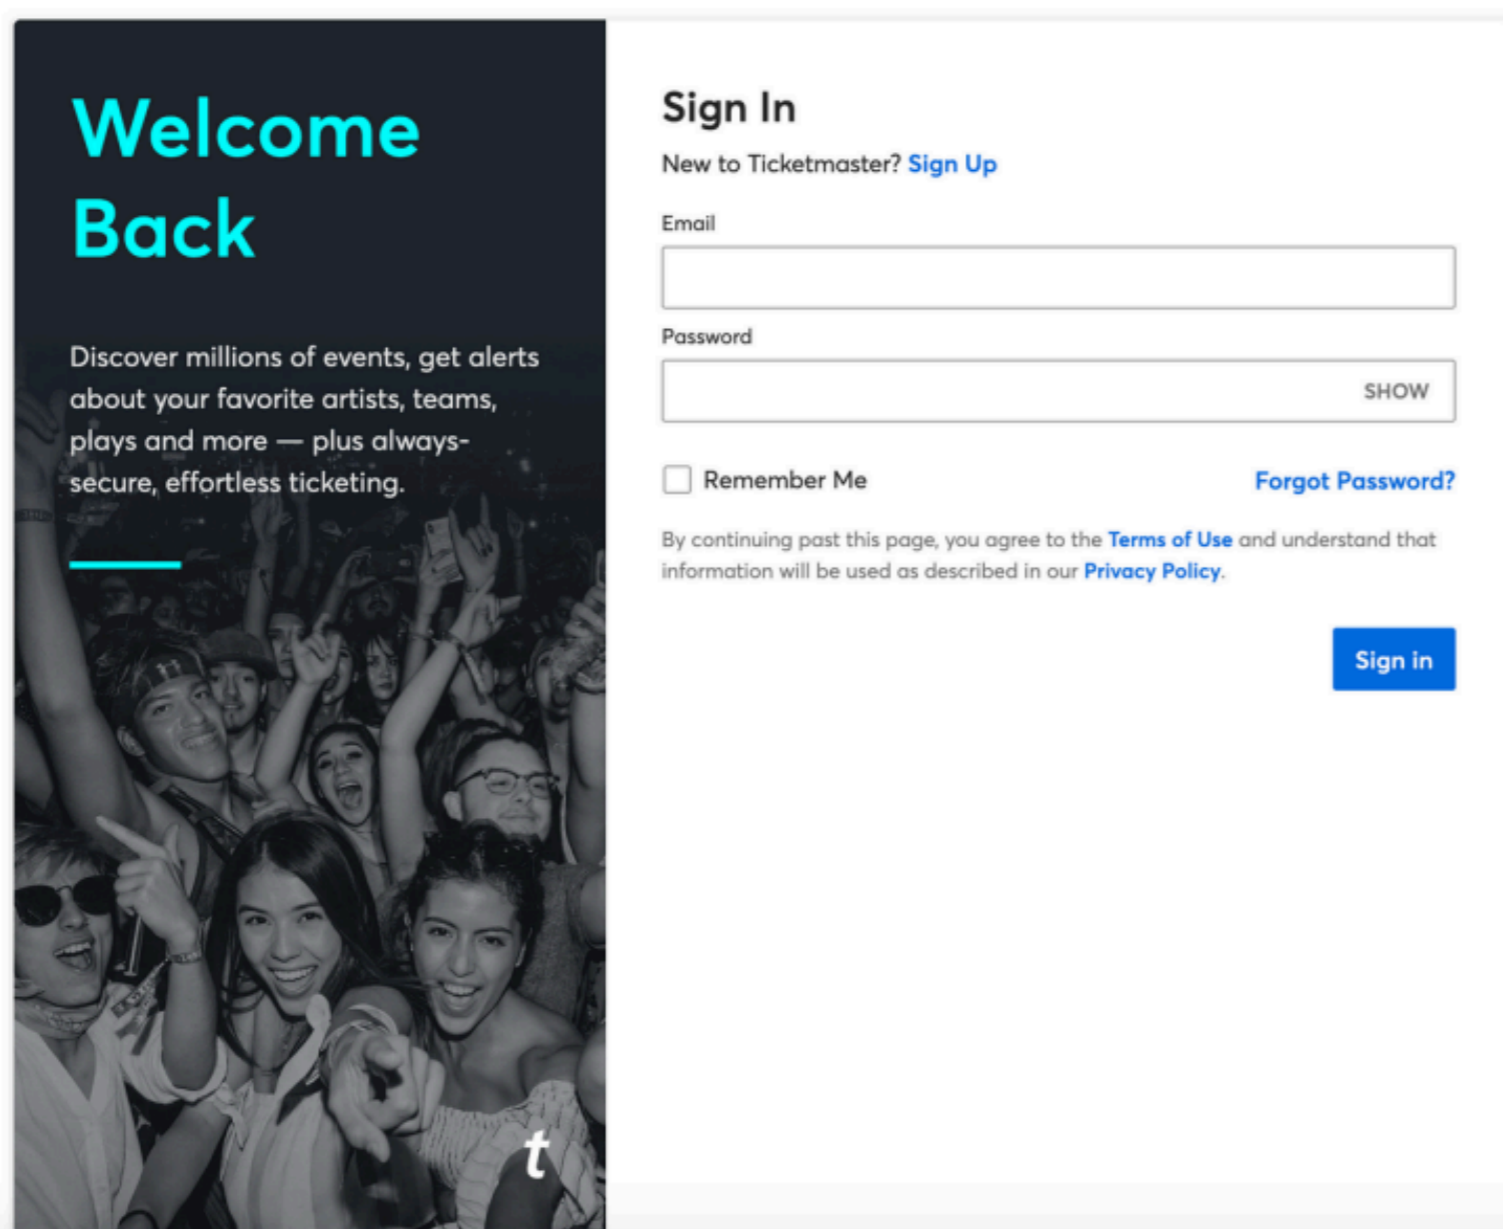 Welcome
Back
Discover millions of events, get alerts
about your favorite artists, teams,
plays and more — plus always-
secure, effortless ticketing.
t
Sign In
New to Ticketmaster? Sign Up
Email
Password
SHOW
Remember Me
Forgot Password?
By continuing past this page, you agree to the Terms of Use and understand that
information will be used as described in our Privacy Policy.
Sign in